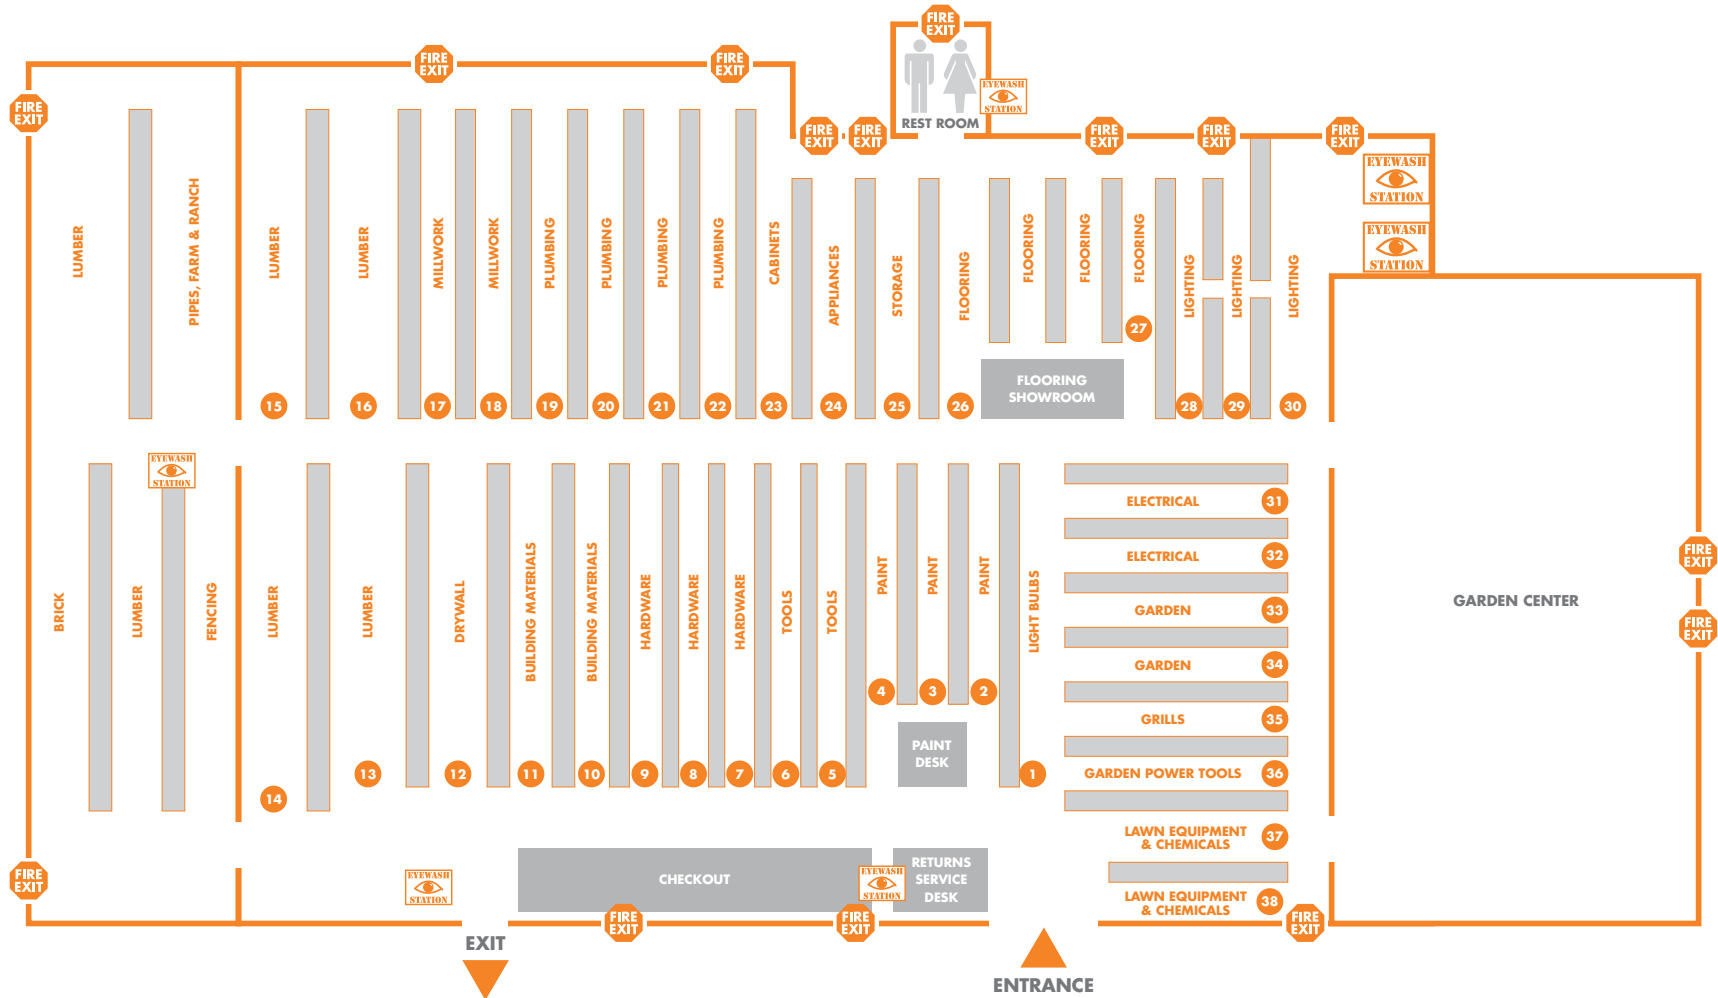 FIRE
EXIT
FIRE
EXIT
FIRE
EXIT
EYEWASH
STATION
REST ROOM
FIRE
EXIT
FIRE
EXIT
FIRE
EXIT
FIRE
EXIT
FIRE
EXIT
FIRE
EXIT
EYEWASH
STATION
EYEWASH
STATION
LUMBER
PIPES, FARM & RANCH
LUMBER
LUMBER
MILLWORK
MILLWORK
PLUMBING
PLUMBING
PLUMBING
PLUMBING
CABINETS
APPLIANCES
STORAGE
FLOORING
FLOORING
FLOORING
FLOORING
LIGHTING
LIGHTING
LIGHTING
27
FLOORING
SHOWROOM
15
16
17
18
19
20
21
22
23
24
25
26
28
29
30
EYEWASH
STATION
BRICK
LUMBER
FENCING
LUMBER
LUMBER
DRYWALL
BUILDING MATERIALS
BUILDING MATERIALS
HARDWARE
HARDWARE
HARDWARE
TOOLS
TOOLS
PAINT
PAINT
PAINT
LIGHT BULBS
ELECTRICAL 31
ELECTRICAL 32
GARDEN 33
GARDEN 34
GRILLS 35
GARDEN POWER TOOLS 36
LAWN EQUIPMENT
& CHEMICALS
37
LAWN EQUIPMENT
& CHEMICALS
38
GARDEN CENTER
FIRE
EXIT
FIRE
EXIT
4
3
2
PAINT
DESK
14
13
12
11
10
9
8
7
6
5
1
FIRE
EXIT
EYEWASH
STATION
CHECKOUT
EYEWASH
STATION
RETURNS
SERVICE
DESK
FIRE
EXIT
FIRE
EXIT
FIRE
EXIT
EXIT
ENTRANCE